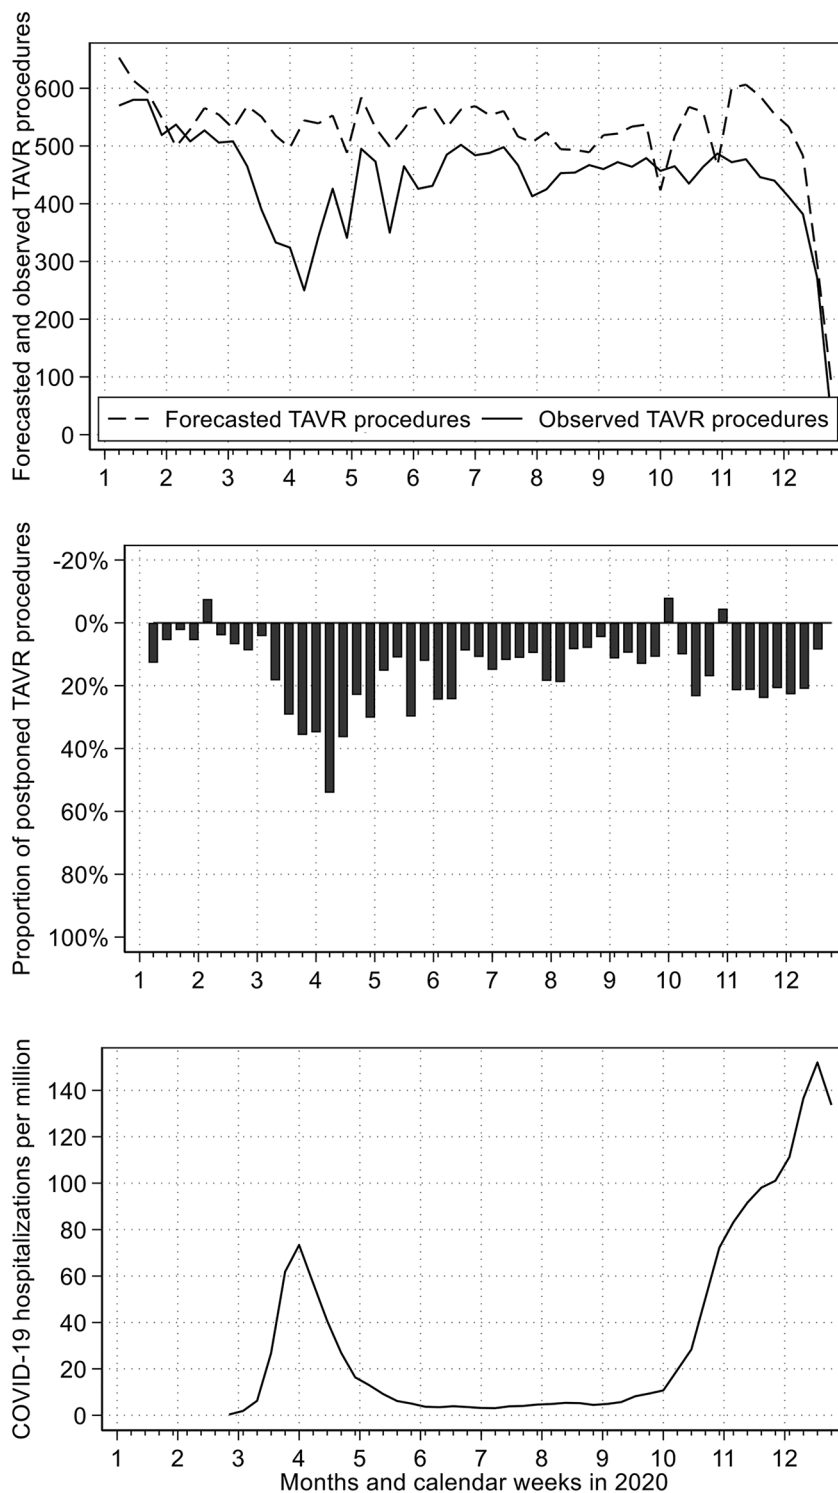 Forecasted and observed TAVR procedures
600
500
400
300
200
100
0
Forecasted TAVR procedures
Observed TAVR procedures
1 2 3 4 5 6 7 8 9 10 11 12
Proportion of postponed TAVR procedures
-20%
0%
20%
40%
60%
80%
100%
1 2 3 4 5 6 7 8 9 10 11 12
COVID-19 hospitalizations per million
140
120
100
80
60
40
20
0
1 2 3 4 5 6 7 8 9 10 11 12
Months and calendar weeks in 2020